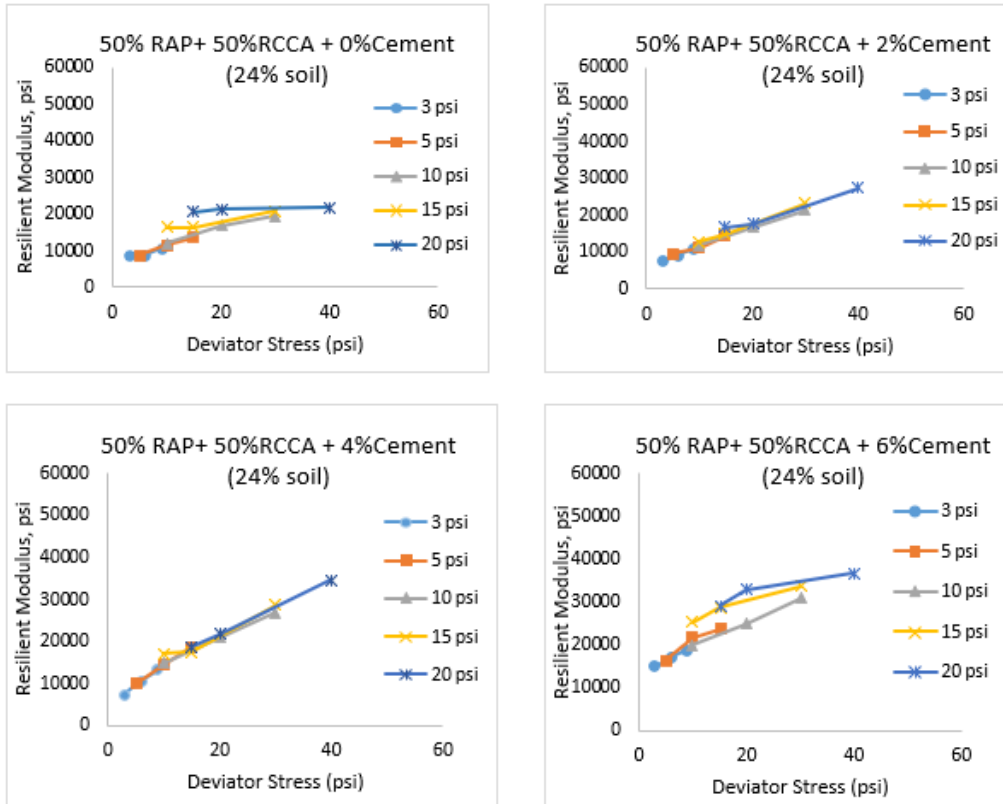 50% RAP+ 50%RCCA + 0%Cement
(24% soil)
Resilient Modulus, psi
60000
50000
40000
30000
20000
10000
0
0 20 40 60
Deviator Stress (psi)
3 psi
5 psi
10 psi
15 psi
20 psi
50% RAP+ 50%RCCA + 2%Cement
(24% soil)
Resilient Modulus, psi
60000
50000
40000
30000
20000
10000
0
0 20 40 60
Deviator Stress (psi)
3 psi
5 psi
10 psi
15 psi
20 psi
50% RAP+ 50%RCCA + 4%Cement
(24% soil)
Resilient Modulus, psi
60000
50000
40000
30000
20000
10000
0
0 20 40 60
Deviator Stress (psi)
3 psi
5 psi
10 psi
15 psi
20 psi
50% RAP+ 50%RCCA + 6%Cement
(24% soil)
Resilient Modulus, psi
60000
50000
40000
30000
20000
10000
0
0 20 40 60
Deviator Stress (psi)
3 psi
5 psi
10 psi
15 psi
20 psi